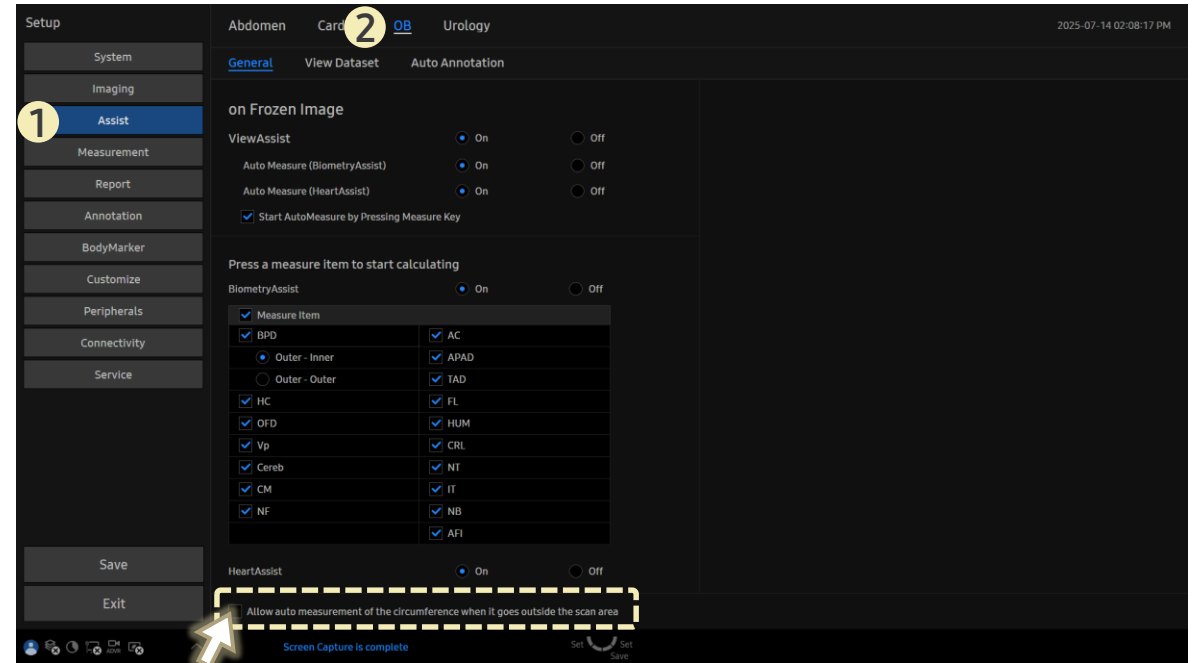 Setup
Abdomen Card 2 OB Urology 2025-07-14 02:08:17 PM
System
General View Dataset Auto Annotation
Imaging
on Frozen Image
1 Assist
ViewAssist On Off
Measurement
Auto Measure (BiometryAssist) On Off
Report
Auto Measure (HeartAssist) On Off
Annotation
Start AutoMeasure by Pressing Measure Key
BodyMarker
Press a measure item to start calculating
Customize
BiometryAssist On Off
Peripherals
Measure Item
BPD AC
Connectivity
Outer - Inner APAD
Service
Outer - Outer TAD
HC FL
OFD HUM
Vp CRL
Cereb NT
CM IT
NF NB
AFI
Save
HeartAssist On Off
Exit
Allow auto measurement of the circumference when it goes outside the scan area
ADVR
Screen Capture is complete
Set Set
Save